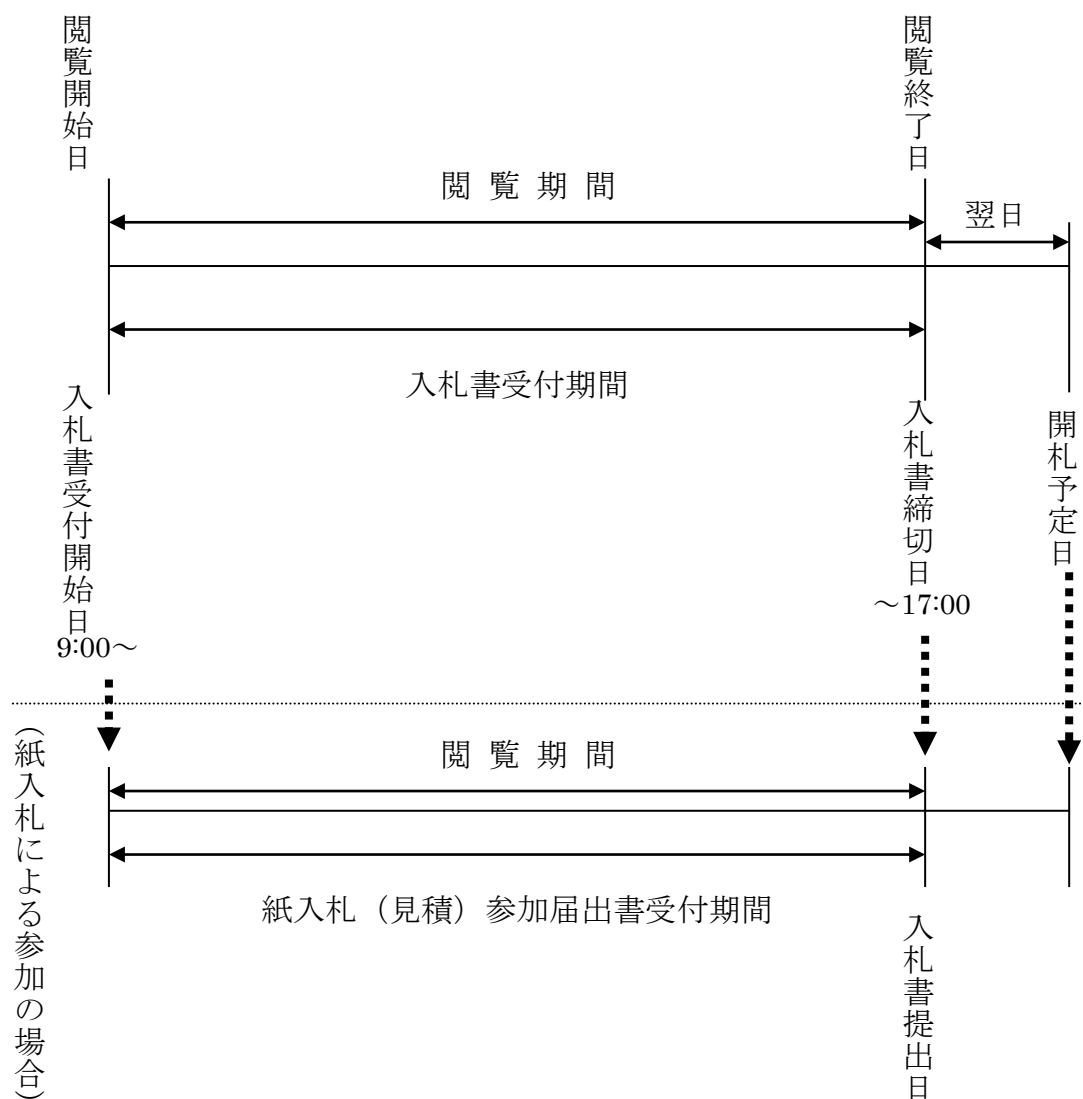 閲覧開始日
閲覧終了日
閲覧期間
翌日
入札書受付期間
入札書受付開始日
9:00～
入札書締切日
～17:00
開札予定日
（紙入札による参加の場合）
閲覧期間
紙入札（見積）参加届出書受付期間
入札書提出日